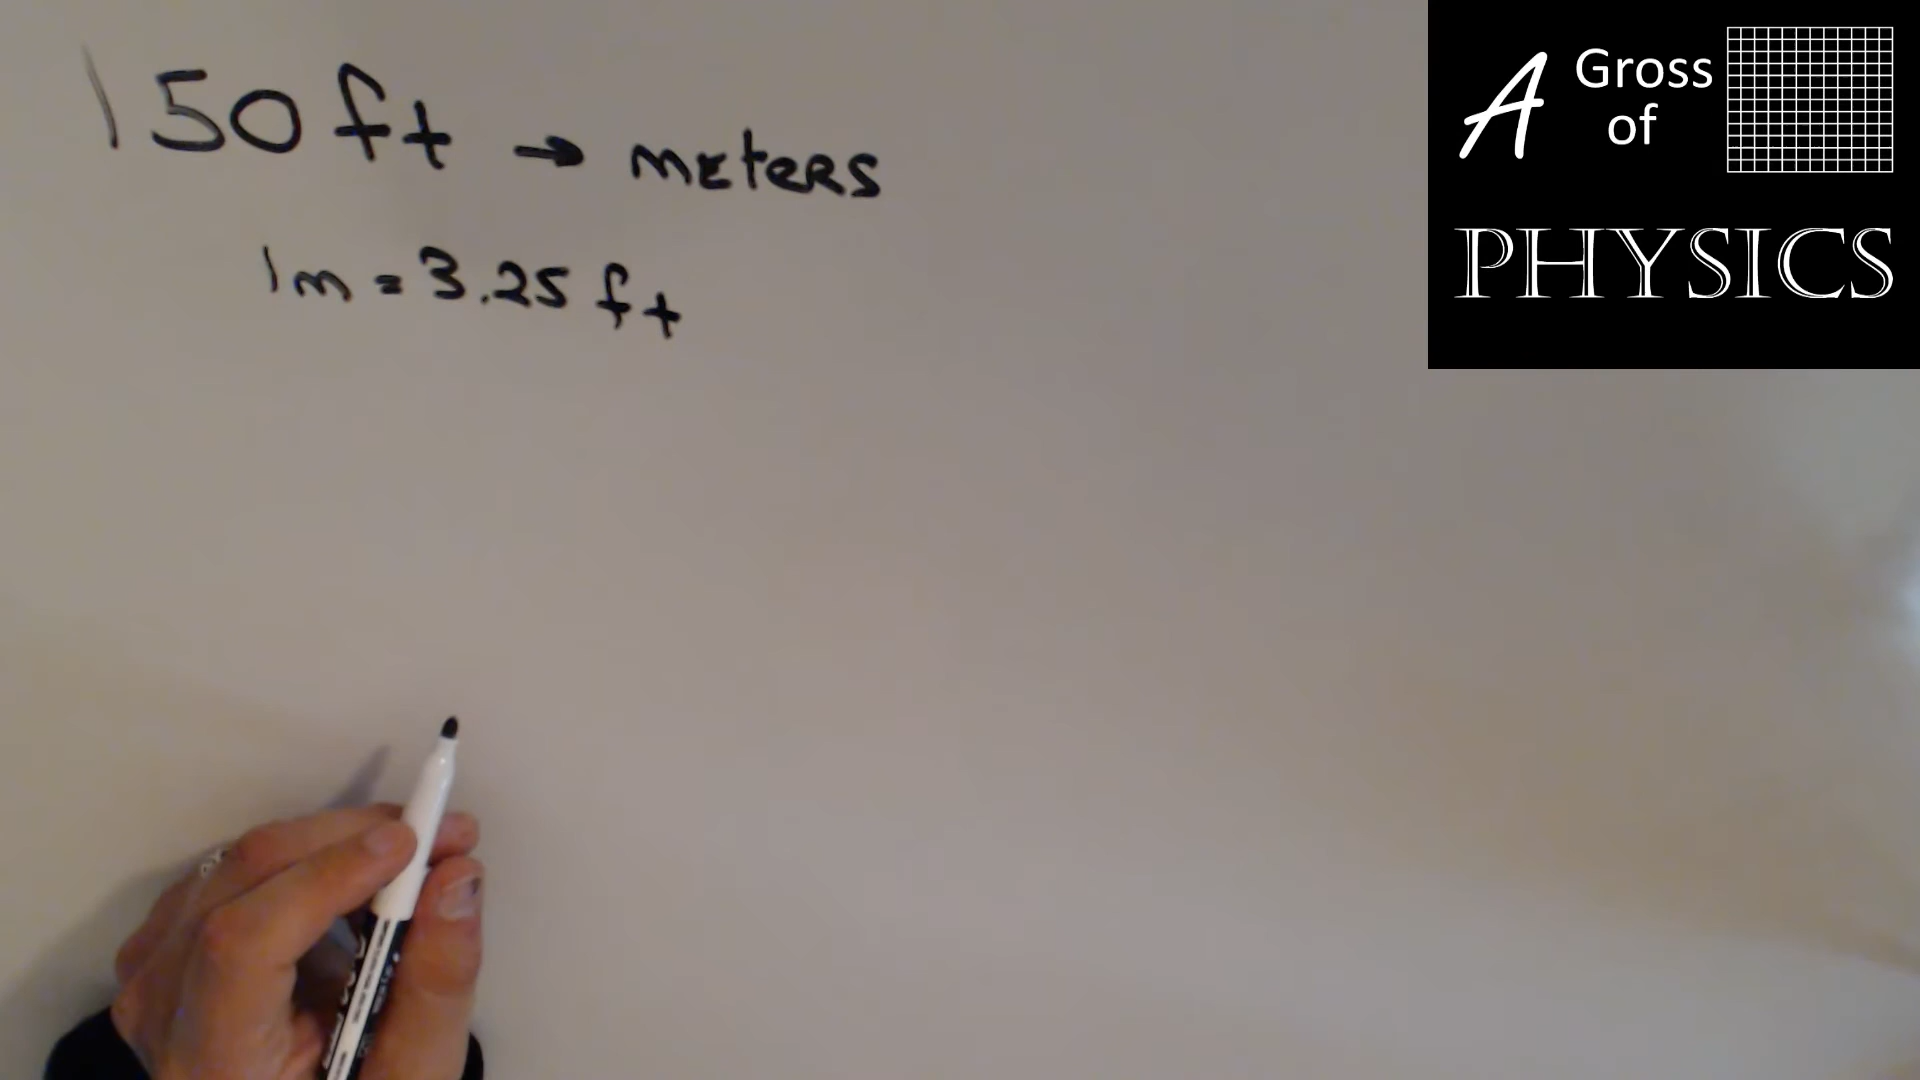 150 ft → meters
1m = 3.25 ft
A Gross of
PHYSICS